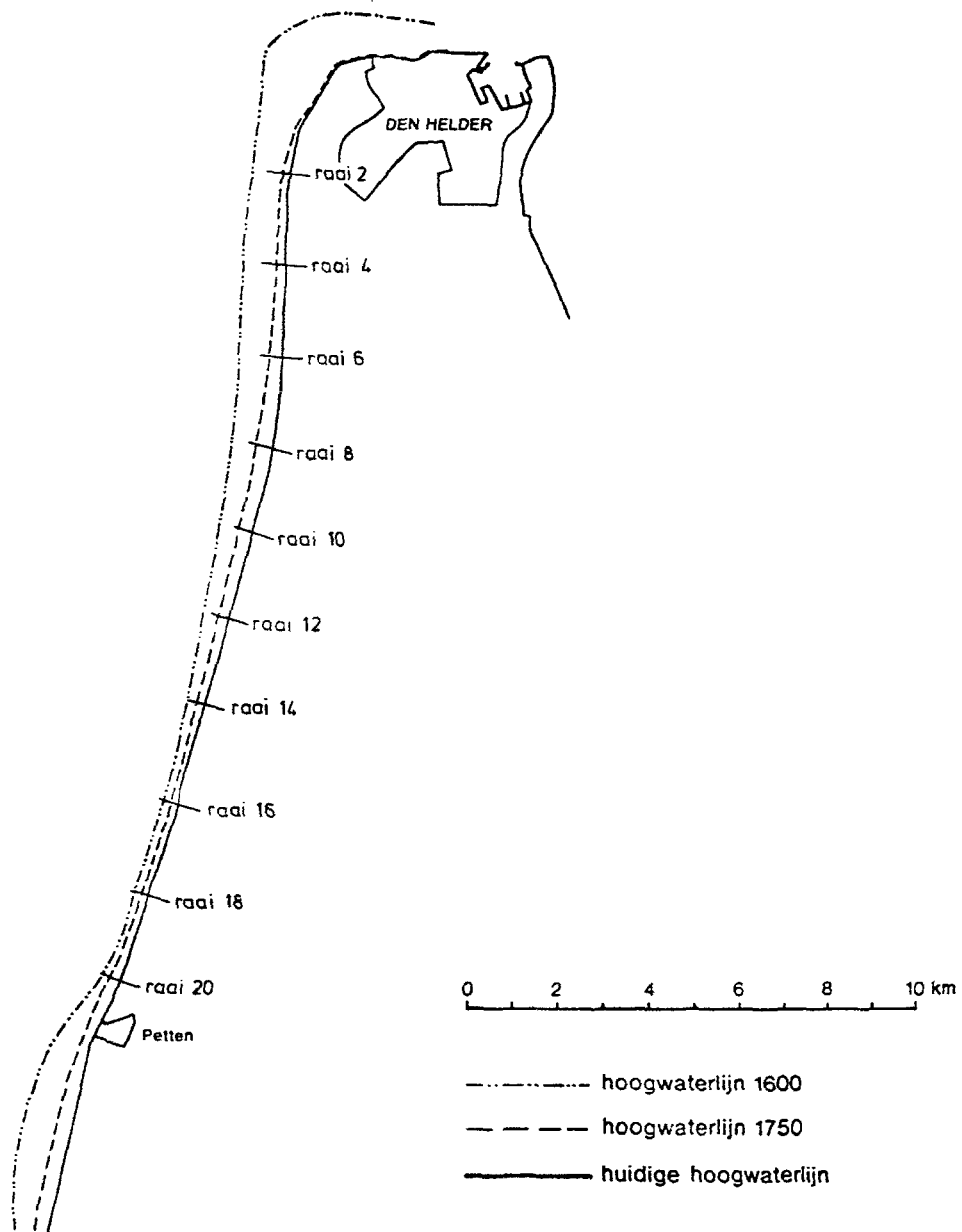 DEN HELDER
raai 2
raai 4
raai 6
raai 8
raai 10
raai 12
raai 14
raai 16
raai 18
raai 20
Petten
0 2 4 6 8 10 km
hoogwaterlijn 1600
hoogwaterlijn 1750
huidige hoogwaterlijn